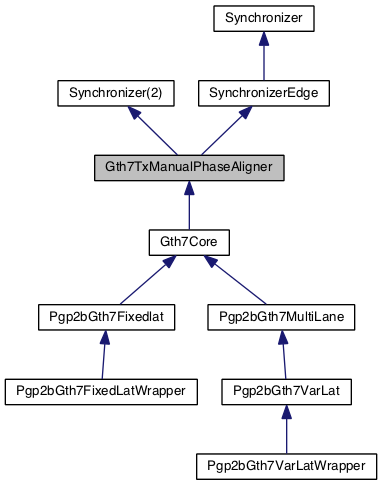 Synchronizer
Synchronizer(2)
SynchronizerEdge
Gth7TxManualPhaseAligner
Gth7Core
Pgp2bGth7Fixedlat
Pgp2bGth7MultiLane
Pgp2bGth7FixedLatWrapper
Pgp2bGth7VarLat
Pgp2bGth7VarLatWrapper